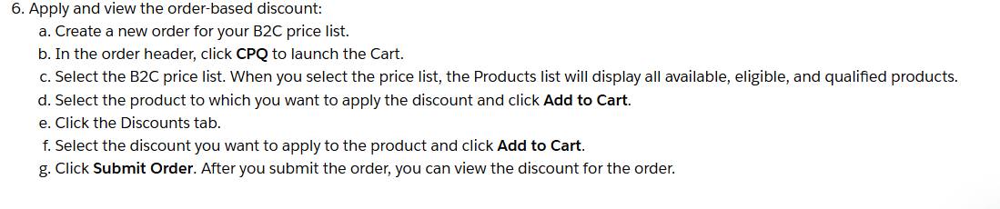 6. Apply and view the order-based discount:
a. Create a new order for your B2C price list.
b. In the order header, click CPQ to launch the Cart.
c. Select the B2C price list. When you select the price list, the Products list will display all available, eligible, and qualified products.
d. Select the product to which you want to apply the discount and click Add to Cart.
e. Click the Discounts tab.
f. Select the discount you want to apply to the product and click Add to Cart.
g. Click Submit Order. After you submit the order, you can view the discount for the order.